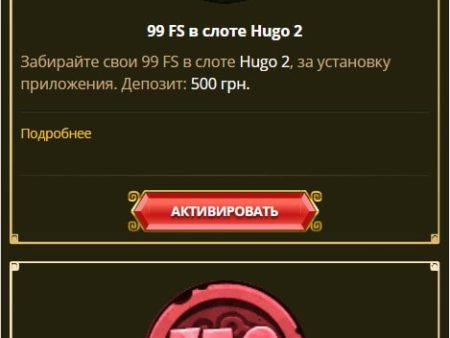 99 FS в слоте Hugo 2
Забирайте свои 99 FS в слоте Hugo 2, за установку
приложения. Депозит: 500 грн.
Подробнее
АКТИВИРОВАТЬ